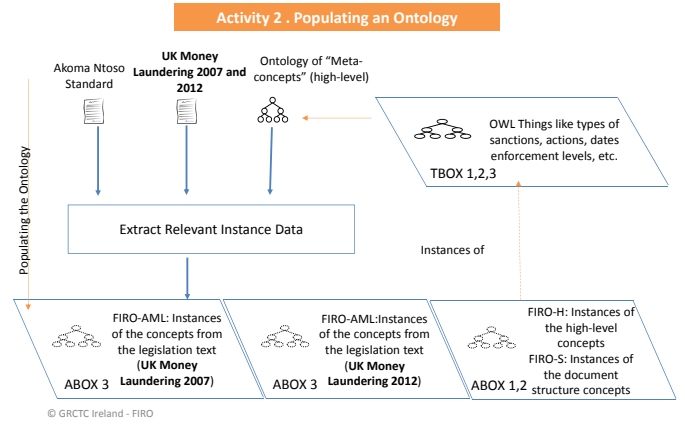 Activity 2 . Populating an Ontology
Akoma Ntoso
Standard
UK Money
Laundering 2007 and
2012
Ontology of “Meta-
concepts” (high-level)
Populating the Ontology
OWL Things like types of
sanctions, actions, dates
enforcement levels, etc.
TBOX 1,2,3
Extract Relevant Instance Data
Instances of
FIRO-AML: Instances
of the concepts from
the legislation text
(UK Money
Laundering 2007)
ABOX 3
FIRO-AML:Instances
of the concepts from
the legislation text
(UK Money
Laundering 2012)
ABOX 3
FIRO-H: Instances of
the high-level
concepts
FIRO-S: Instances of
the document
structure concepts
ABOX 1,2
© GRCTC Ireland - FIRO